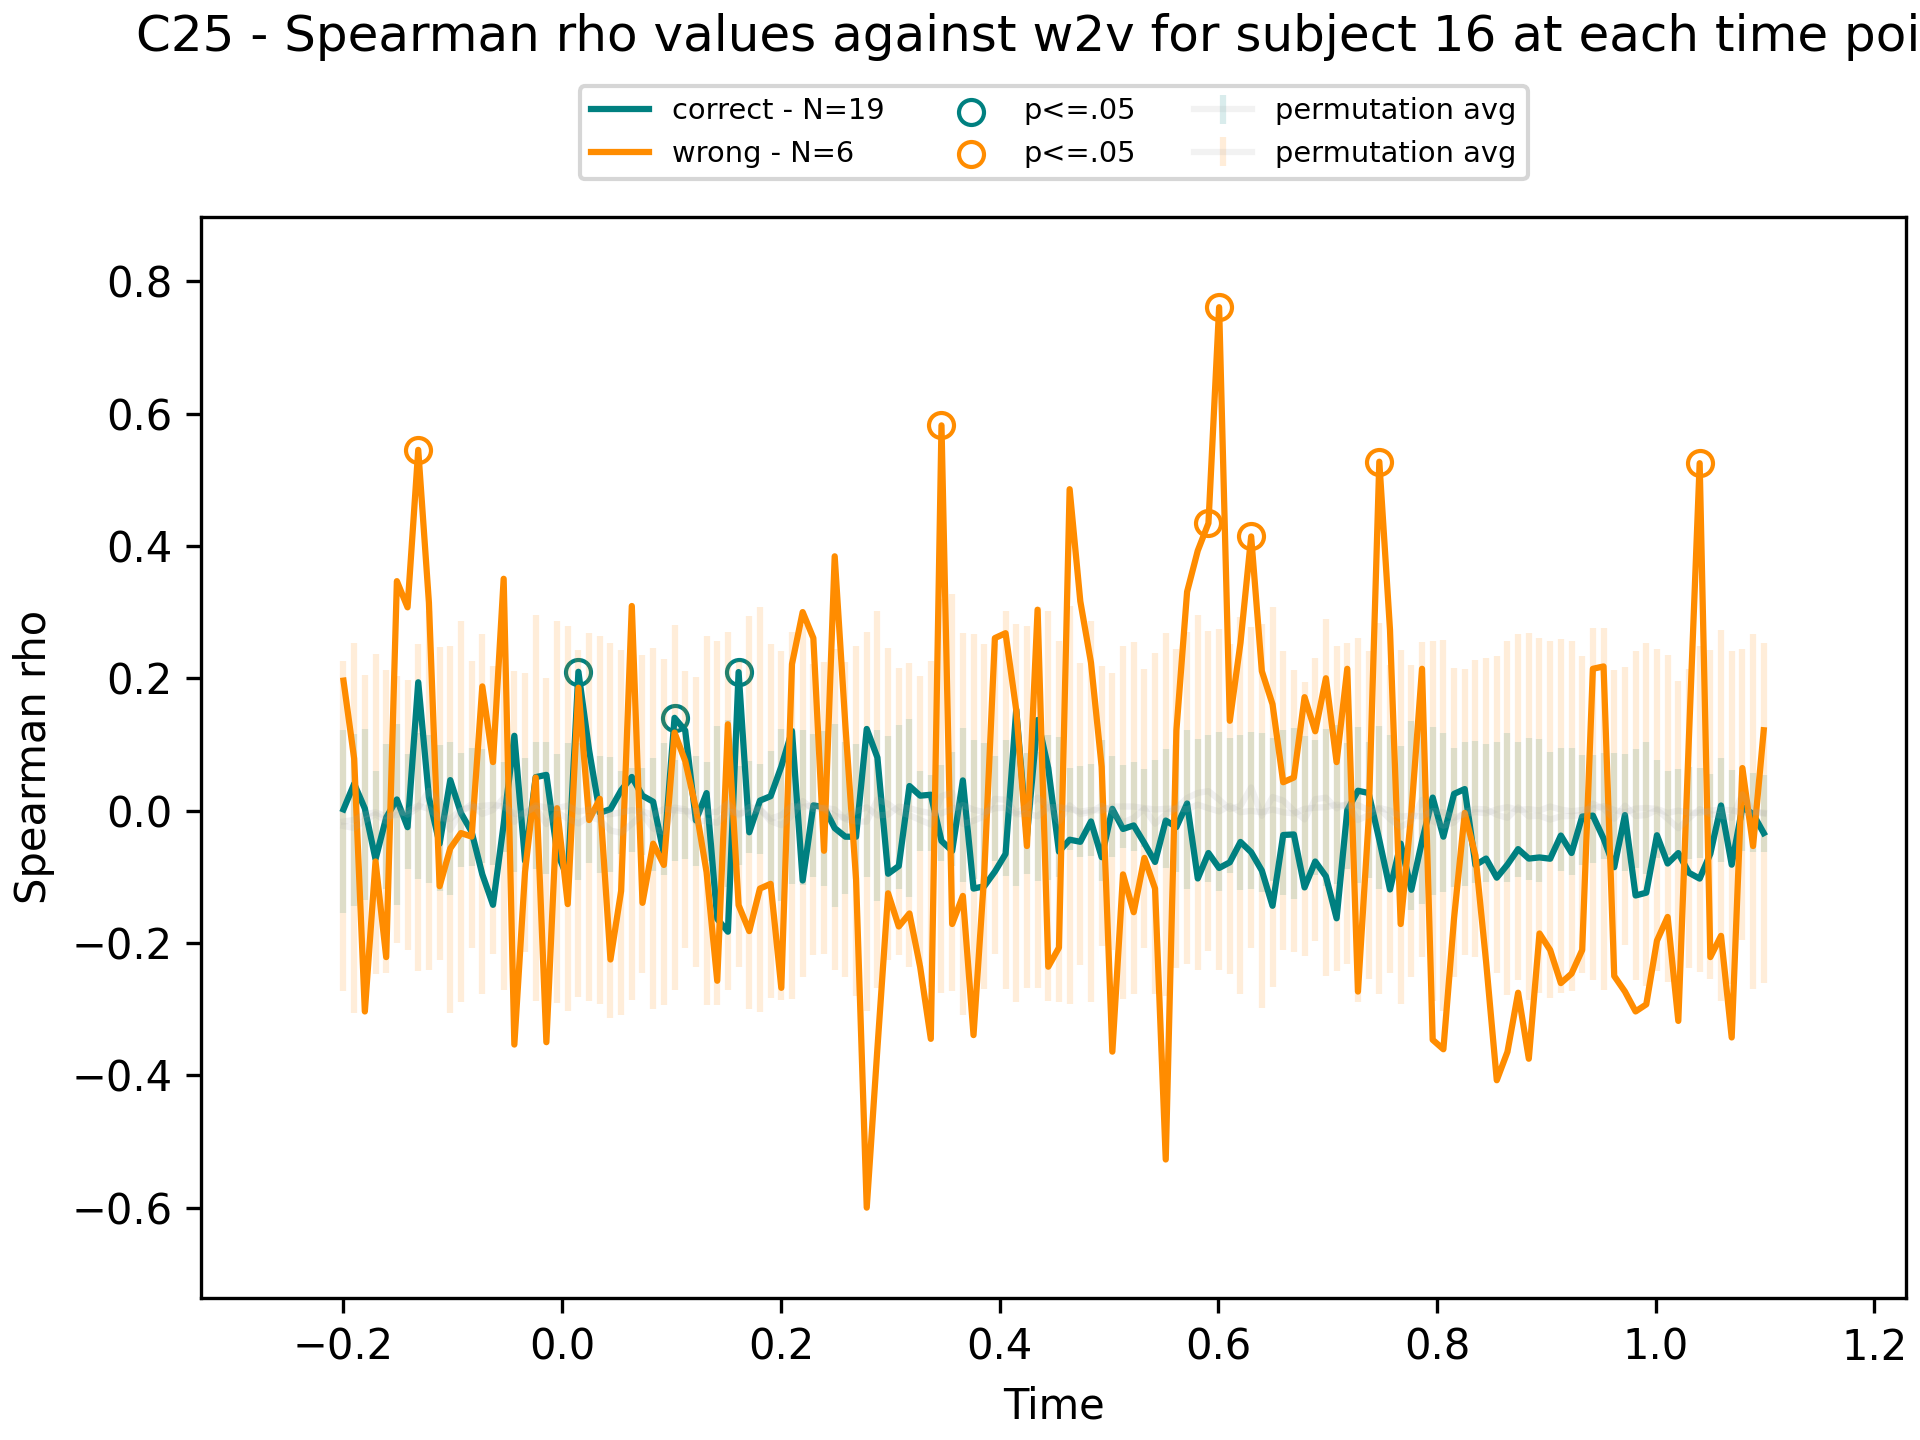 C25 - Spearman rho values against w2v for subject 16 at each time poi
correct - N=19 p<=.05 permutation avg
wrong - N=6 p<=.05 permutation avg
0.8
0.6
0.4
0.2
0.0
−0.2
−0.4
−0.6
Spearman rho
−0.2 0.0 0.2 0.4 0.6 0.8 1.0 1.2
Time